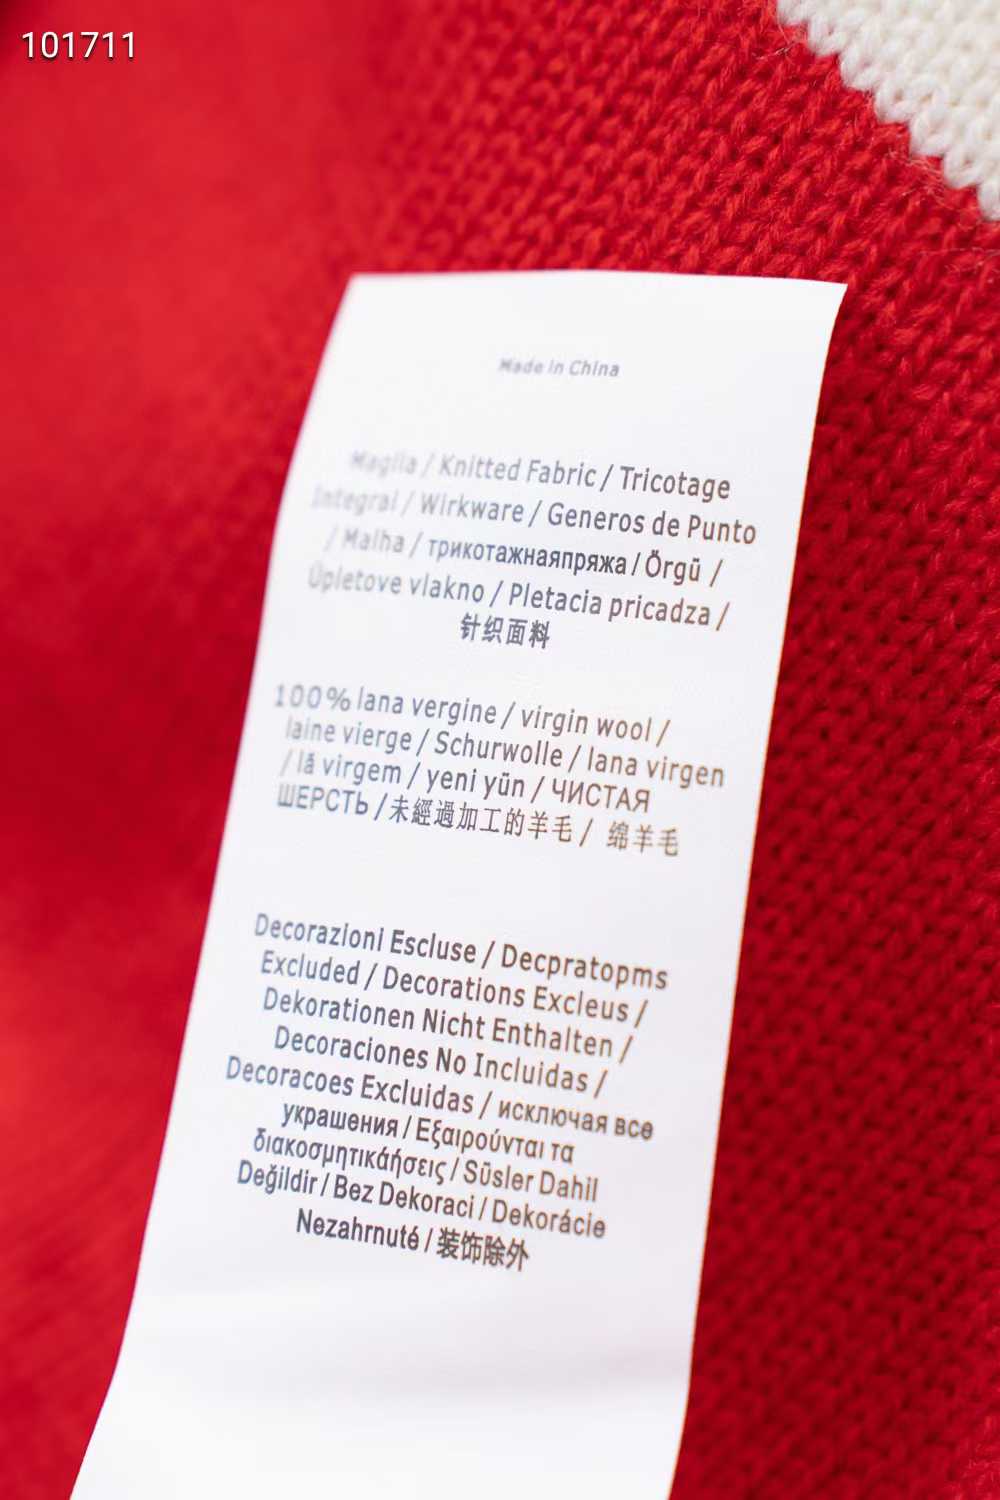 101711
Made in China
Maglia / Knitted Fabric / Tricotage
Integral / Wirkware / Generos de Punto
/ Malha / трикотажнаяпряжа / Örgü /
Úpletove vlakno / Pletacia pricadza /
针织面料
100% lana vergine / virgin wool /
laine vierge / Schurwolle / lana virgen
/ lã virgem / yeni yün / ЧИСТАЯ
ШЕРСТЬ / 未經過加工的羊毛 / 绵羊毛
Decorazioni Escluse / Decpratopms
Excluded / Decorations Excleus /
Dekorationen Nicht Enthalten /
Decoraciones No Incluidas /
Decoracoes Excluidas / исключая все
украшения / Εξαιρούνται τα
διακοσμητικάήσεις / Süsler Dahil
Değildir / Bez Dekoraci / Dekorácie
Nezahrnuté / 装饰除外